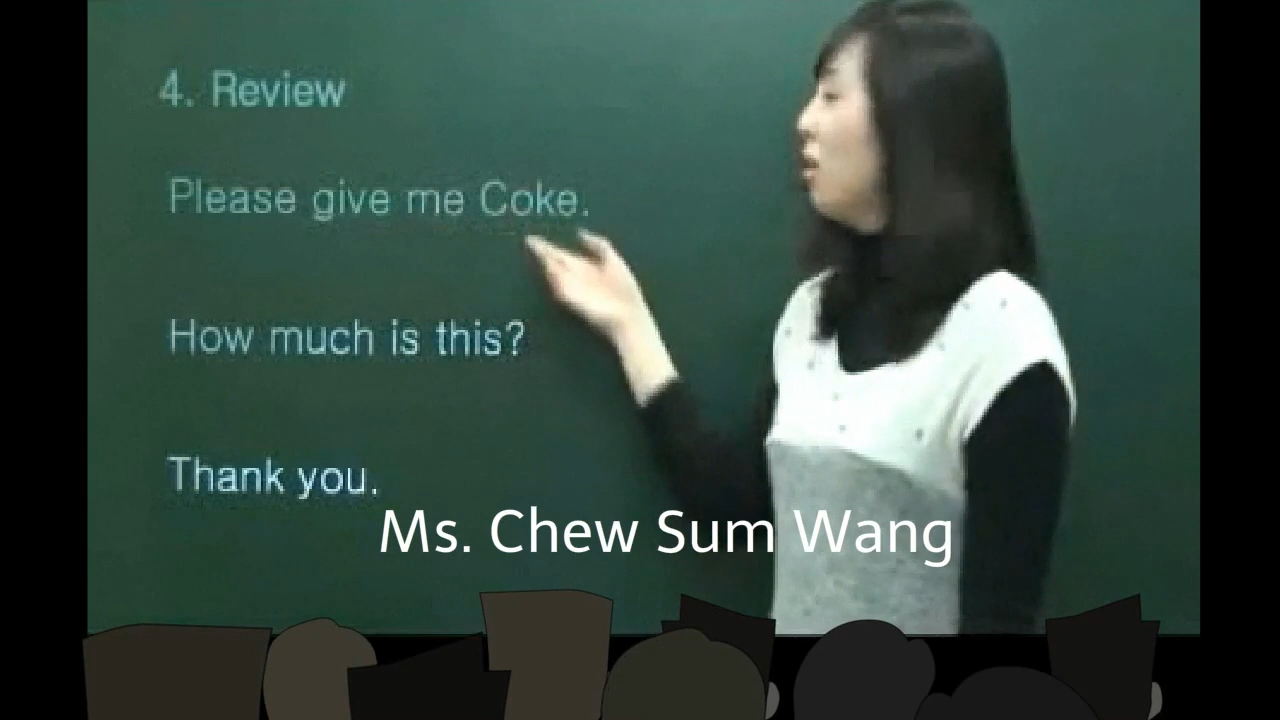 4. Review
Please give me Coke.
How much is this?
Thank you.
Ms. Chew Sum Wang